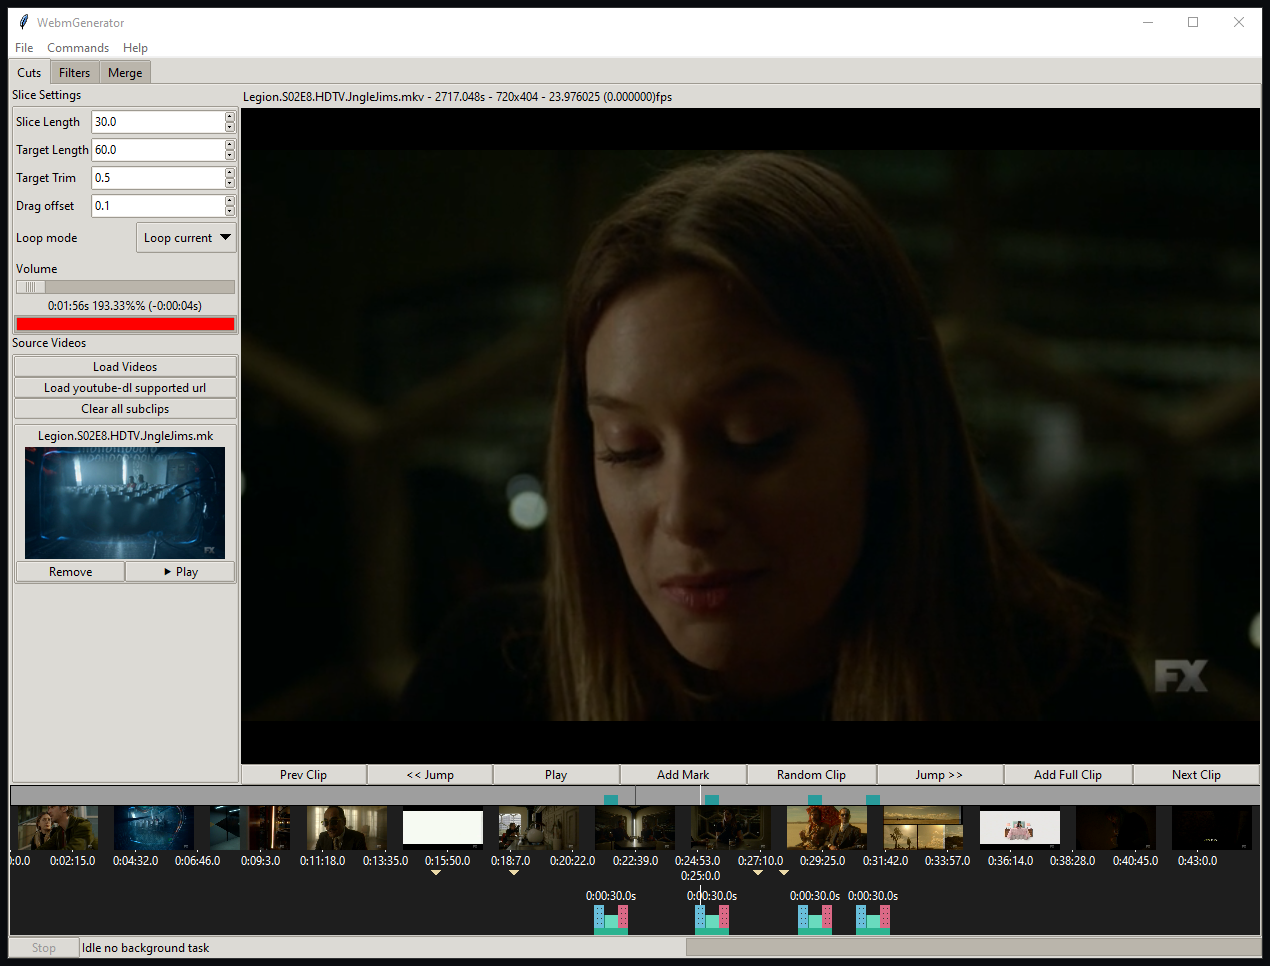 WebmGenerator
File Commands Help
Cuts Filters Merge
Slice Settings
Legion.S02E8.HDTV.JngleJims.mkv - 2717.048s - 720x404 - 23.976025 (0.000000)fps
Slice Length 30.0
Target Length 60.0
Target Trim 0.5
Drag offset 0.1
Loop mode Loop current
Volume
0:01:56s 193.33%% (-0:00:04s)
Source Videos
Load Videos
Load youtube-dl supported url
Clear all subclips
Legion.S02E8.HDTV.JngleJims.mk
FX
Remove Play
FX
Prev Clip << Jump Play Add Mark Random Clip Jump >> Add Full Clip Next Clip
:0.0 0:02:15.0 0:04:32.0 0:06:46.0 0:09:3.0 0:11:18.0 0:13:35.0 0:15:50.0 0:18:7.0 0:20:22.0 0:22:39.0 0:24:53.0 0:27:10.0 0:29:25.0 0:31:42.0 0:33:57.0 0:36:14.0 0:38:28.0 0:40:45.0 0:43:0.0
0:25:0.0
0:00:30.0s 0:00:30.0s 0:00:30.0s 0:00:30.0s
Stop Idle no background task